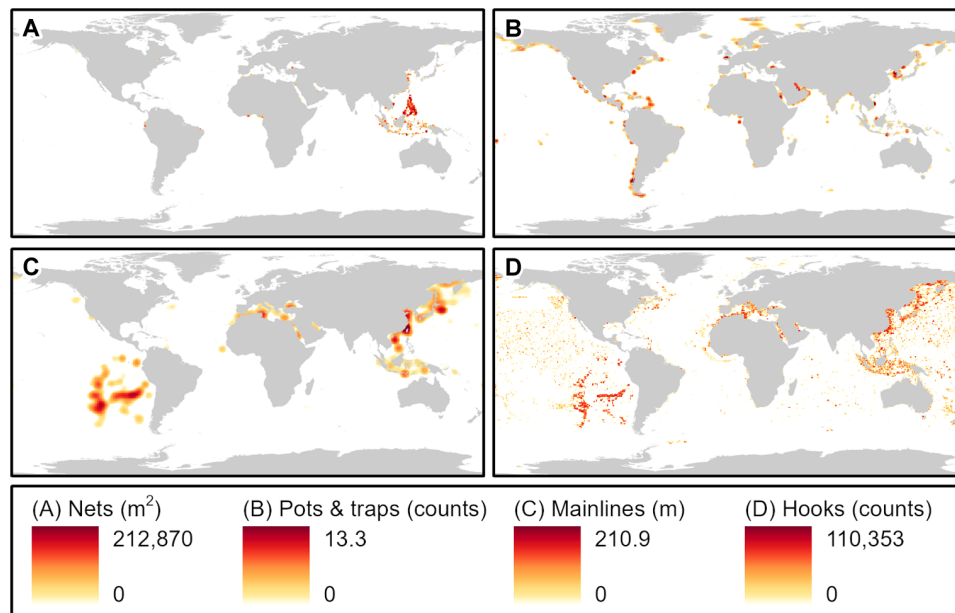 A
B
C
D
(A) Nets (m²)
212,870
0
(B) Pots & traps (counts)
13.3
0
(C) Mainlines (m)
210.9
0
(D) Hooks (counts)
110,353
0